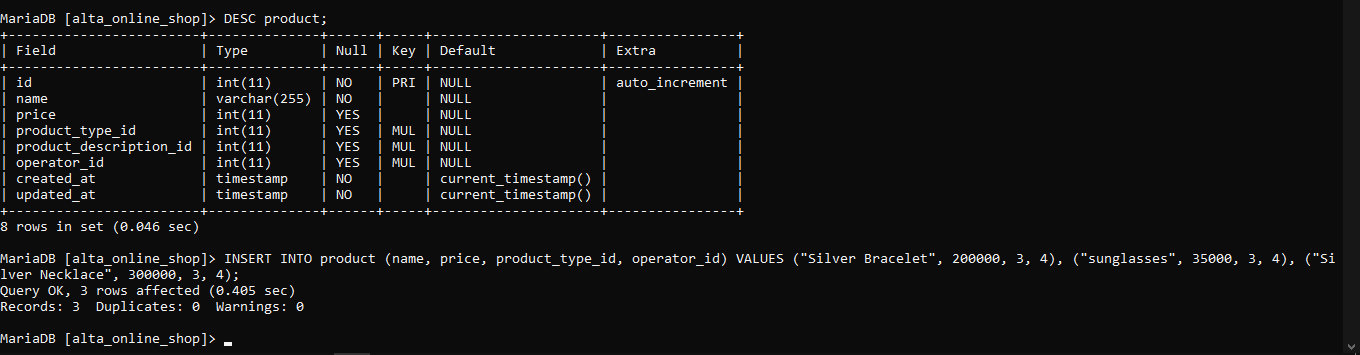 MariaDB [alta_online_shop]> DESC product;
+------------------------+--------------+------+-----+---------------------+----------------+
| Field                  | Type         | Null | Key | Default             | Extra          |
+------------------------+--------------+------+-----+---------------------+----------------+
| id                     | int(11)      | NO   | PRI | NULL                | auto_increment |
| name                   | varchar(255) | NO   |     | NULL                |                |
| price                  | int(11)      | YES  |     | NULL                |                |
| product_type_id        | int(11)      | YES  | MUL | NULL                |                |
| product_description_id | int(11)      | YES  | MUL | NULL                |                |
| operator_id            | int(11)      | YES  | MUL | NULL                |                |
| created_at             | timestamp    | NO   |     | current_timestamp() |                |
| updated_at             | timestamp    | NO   |     | current_timestamp() |                |
+------------------------+--------------+------+-----+---------------------+----------------+
8 rows in set (0.046 sec)

MariaDB [alta_online_shop]> INSERT INTO product (name, price, product_type_id, operator_id) VALUES ("Silver Bracelet", 200000, 3, 4), ("sunglasses", 35000, 3, 4), ("Si
lver Necklace", 300000, 3, 4);
Query OK, 3 rows affected (0.405 sec)
Records: 3  Duplicates: 0  Warnings: 0

MariaDB [alta_online_shop]> _